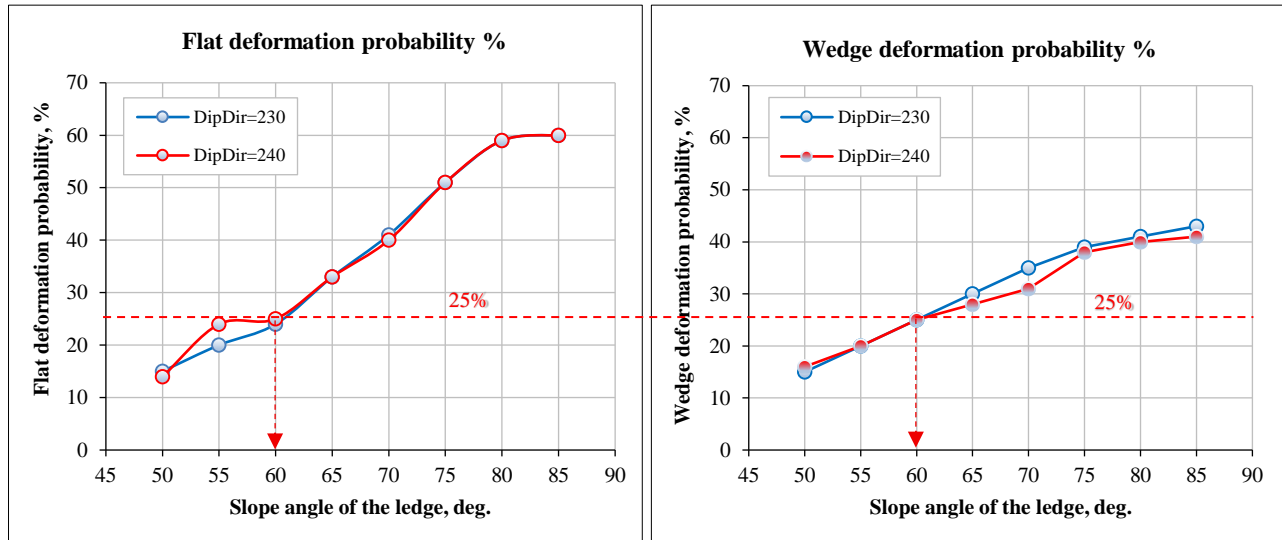 Flat deformation probability %
Flat deformation probability, %
70
60
50
40
30
20
10
0
DipDir=230
DipDir=240
25%
45 50 55 60 65 70 75 80 85 90
Slope angle of the ledge, deg.
Wedge deformation probability %
Wedge deformation probability, %
70
60
50
40
30
20
10
0
DipDir=230
DipDir=240
25%
45 50 55 60 65 70 75 80 85 90
Slope angle of the ledge, deg.